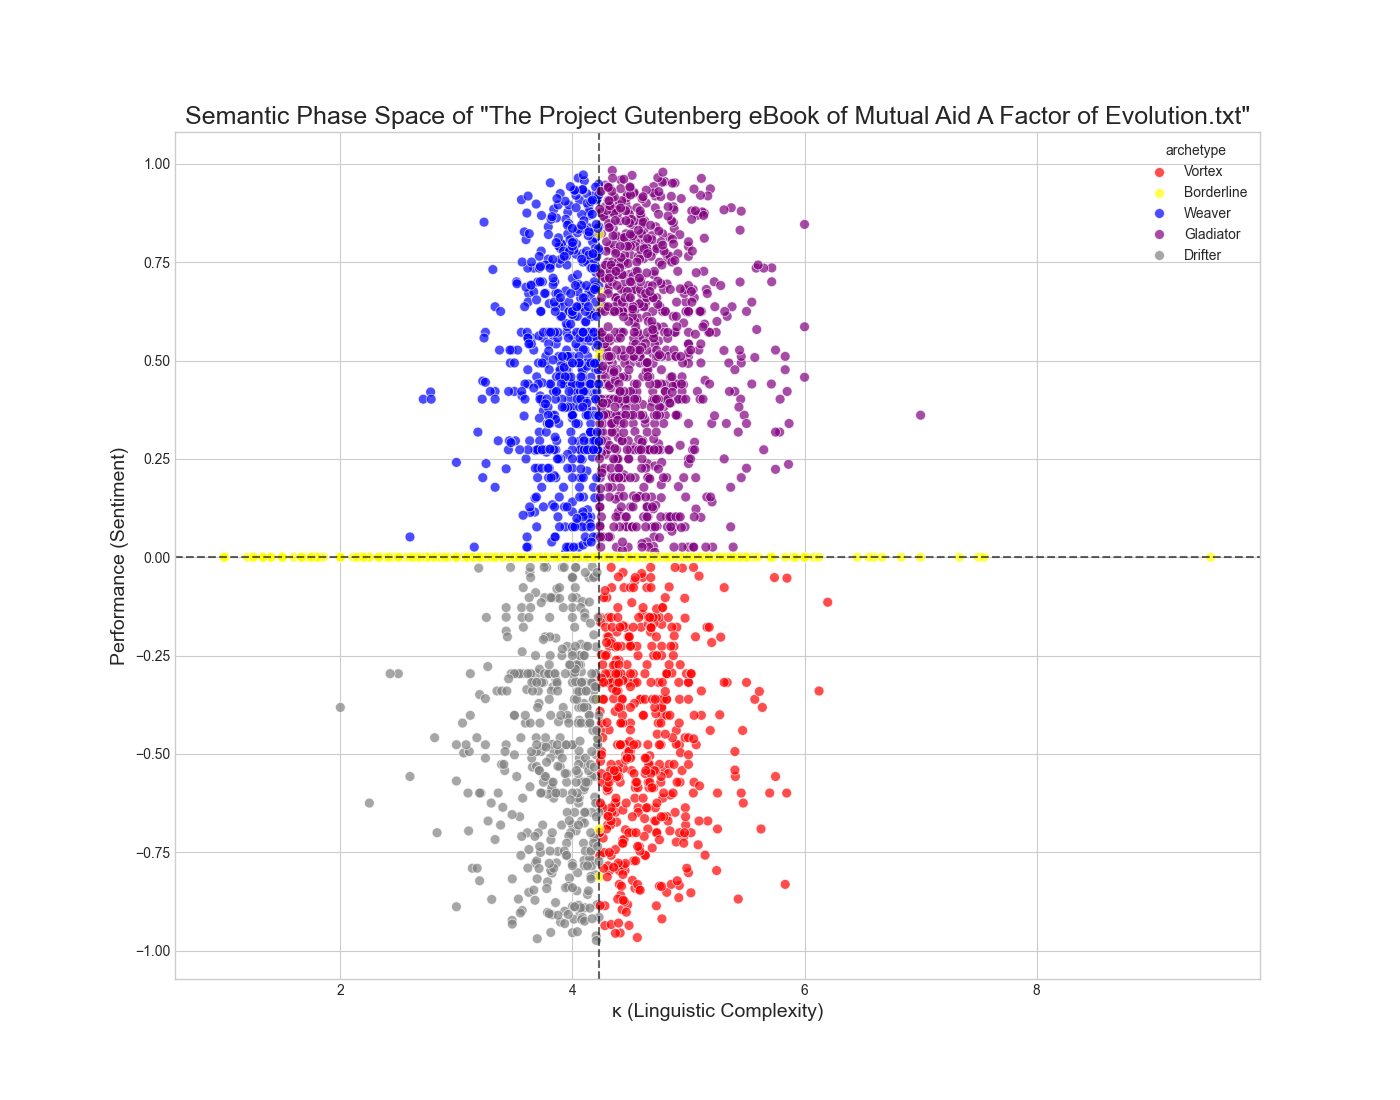 Semantic Phase Space of "The Project Gutenberg eBook of Mutual Aid A Factor of Evolution.txt"
archetype
Vortex
Borderline
Weaver
Gladiator
Drifter
1.00
0.75
0.50
0.25
0.00
−0.25
−0.50
−0.75
−1.00
Performance (Sentiment)
2 4 6 8
κ (Linguistic Complexity)